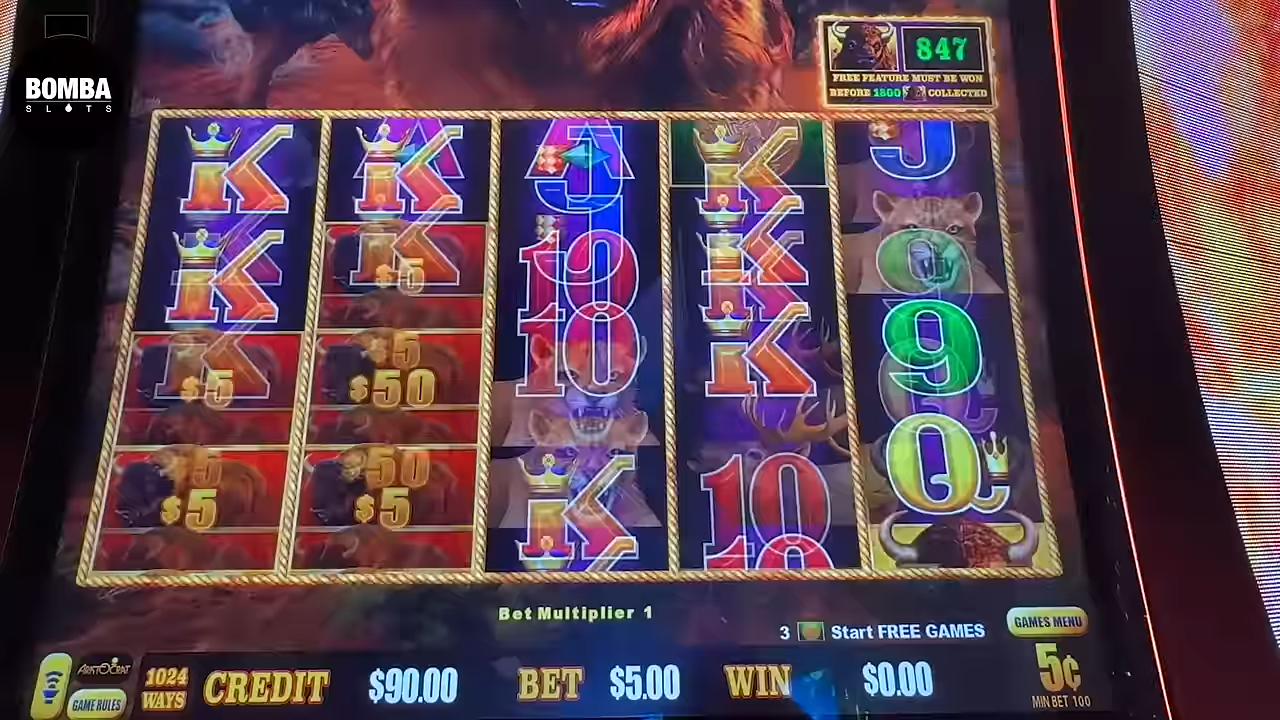 BOMBA
SLOTS
847
FREE FEATURE MUST BE WON
BEFORE 1800 COLLECTED
K K J K J
K K 10 K 9
$5
K
$5 $50 10 K 9
$5
$50
$5 $5 K 10 Q
10
Bet Multiplier 1
3 Start FREE GAMES
GAMES MENU
ARISTOCRAT
GAME RULES
1024
WAYS
CREDIT $90.00 BET $5.00 WIN $0.00
5¢
MIN BET 100